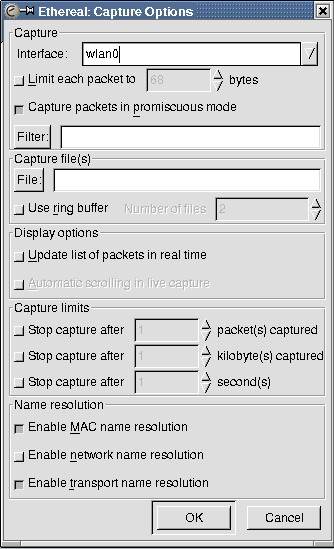 Ethereal: Capture Options
Capture
Interface: wlan0
Limit each packet to 68 bytes
Capture packets in promiscuous mode
Filter:
Capture file(s)
File:
Use ring buffer Number of files 2
Display options
Update list of packets in real time
Automatic scrolling in live capture
Capture limits
Stop capture after 1 packet(s) captured
Stop capture after 1 kilobyte(s) captured
Stop capture after 1 second(s)
Name resolution
Enable MAC name resolution
Enable network name resolution
Enable transport name resolution
OK Cancel